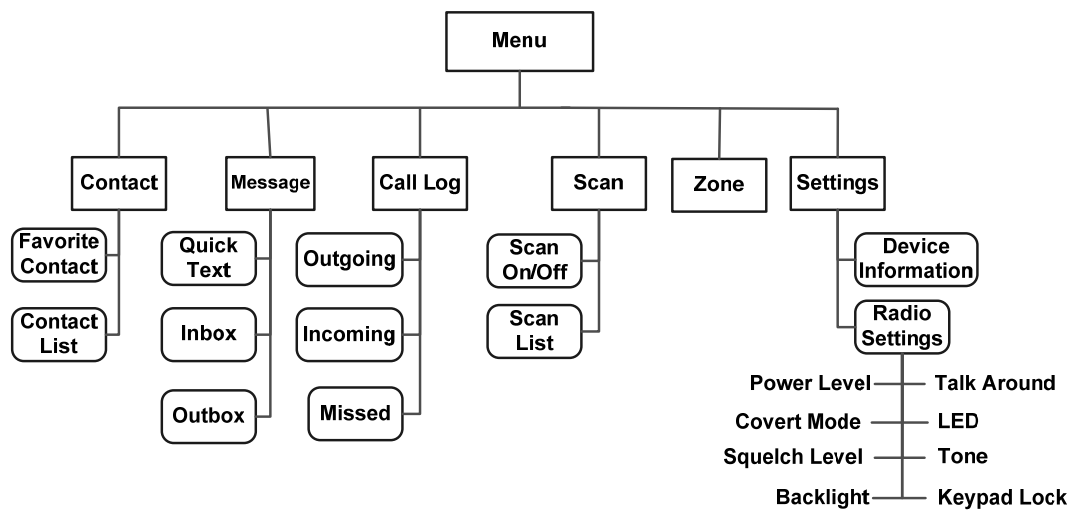 Menu
Contact
Message
Call Log
Scan
Zone
Settings
Favorite
Contact
Contact
List
Quick
Text
Inbox
Outbox
Outgoing
Incoming
Missed
Scan
On/Off
Scan
List
Device
Information
Radio
Settings
Power Level
Talk Around
Covert Mode
LED
Squelch Level
Tone
Backlight
Keypad Lock